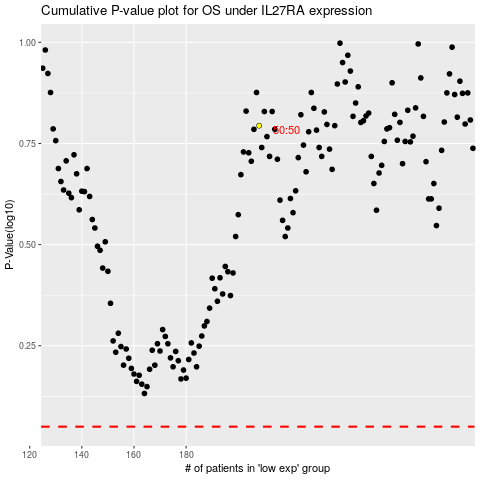 Cumulative P-value plot for OS under IL27RA expression
P-Value(log10)
1.00
0.75
0.50
0.25
50:50
120 140 160 180
# of patients in 'low exp' group